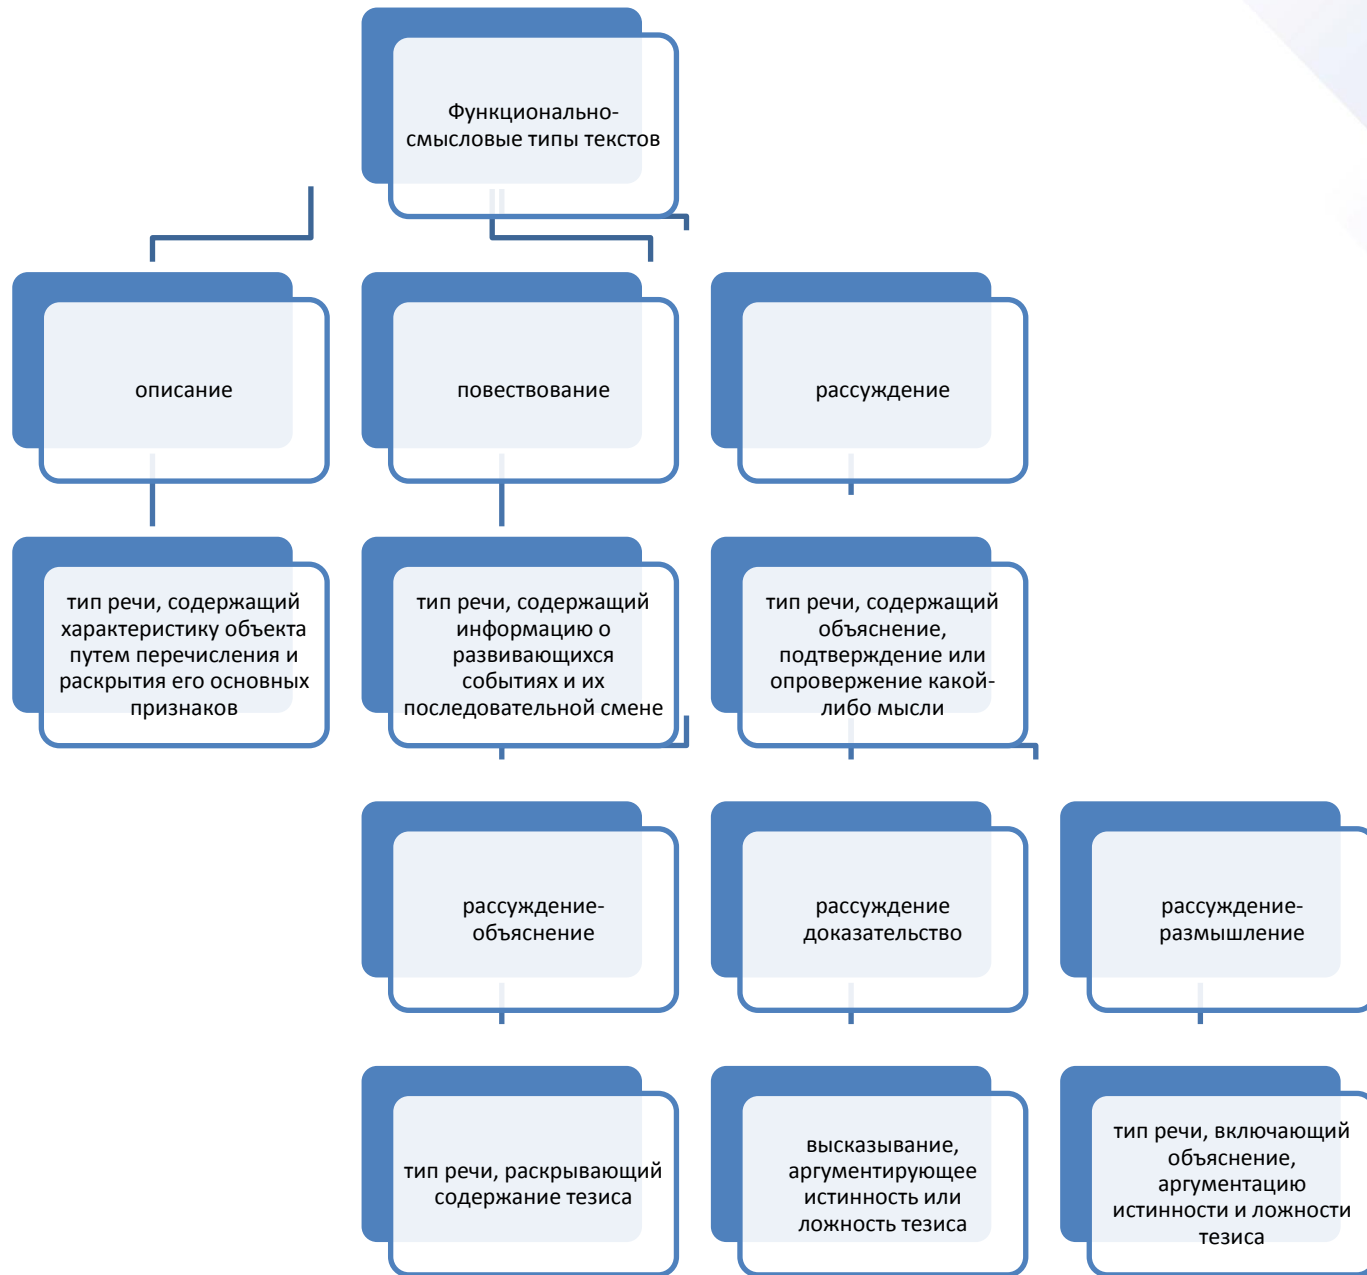 Функционально-
смысловые типы текстов
описание
повествование
рассуждение
тип речи, содержащий
характеристику объекта
путем перечисления и
раскрытия его основных
признаков
тип речи, содержащий
информацию о
развивающихся
событиях и их
последовательной смене
тип речи, содержащий
объяснение,
подтверждение или
опровержение какой-
либо мысли
рассуждение-
объяснение
рассуждение
доказательство
рассуждение-
размышление
тип речи, раскрывающий
содержание тезиса
высказывание,
аргументирующее
истинность или
ложность тезиса
тип речи, включающий
объяснение,
аргументацию
истинности и ложности
тезиса